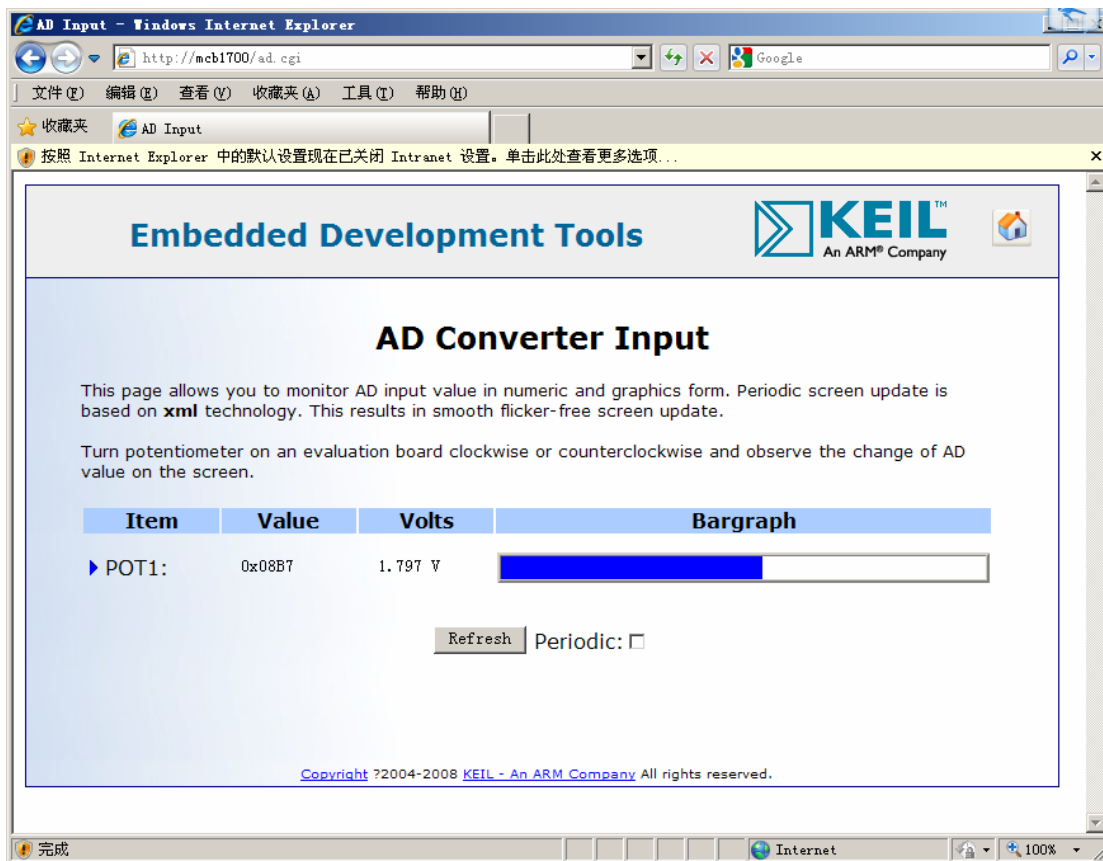 AD Input - Windows Internet Explorer
http://mcb1700/ad.cgi
Google
文件(F) 编辑(E) 查看(V) 收藏夹(A) 工具(T) 帮助(H)
收藏夹 AD Input
按照 Internet Explorer 中的默认设置现在已关闭 Intranet 设置。单击此处查看更多选项...
Embedded Development Tools
KEIL™
An ARM® Company
AD Converter Input
This page allows you to monitor AD input value in numeric and graphics form. Periodic screen update is
based on xml technology. This results in smooth flicker-free screen update.
Turn potentiometer on an evaluation board clockwise or counterclockwise and observe the change of AD
value on the screen.
Item Value Volts Bargraph
POT1: 0x08B7 1.797 V
Refresh Periodic:
Copyright ?2004-2008 KEIL - An ARM Company All rights reserved.
完成 Internet 100%